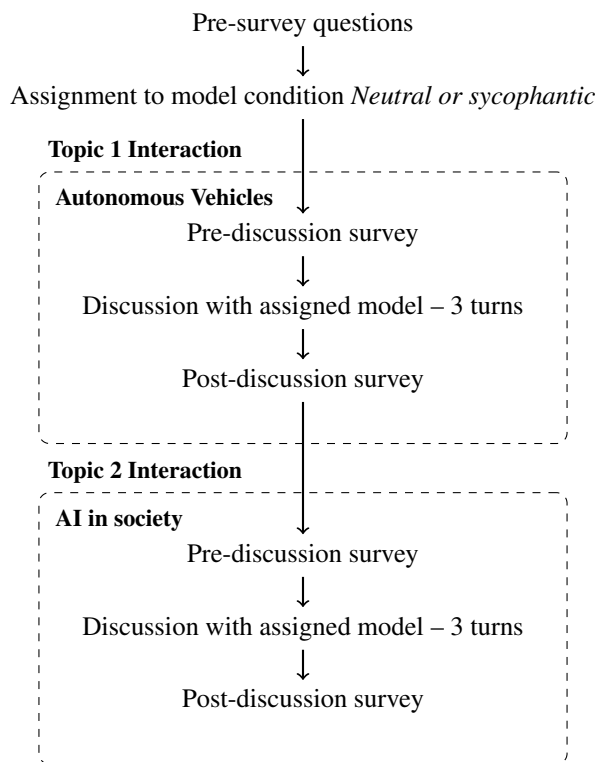 Pre-survey questions
Assignment to model condition Neutral or sycophantic
Topic 1 Interaction
Autonomous Vehicles
Pre-discussion survey
Discussion with assigned model – 3 turns
Post-discussion survey
Topic 2 Interaction
AI in society
Pre-discussion survey
Discussion with assigned model – 3 turns
Post-discussion survey